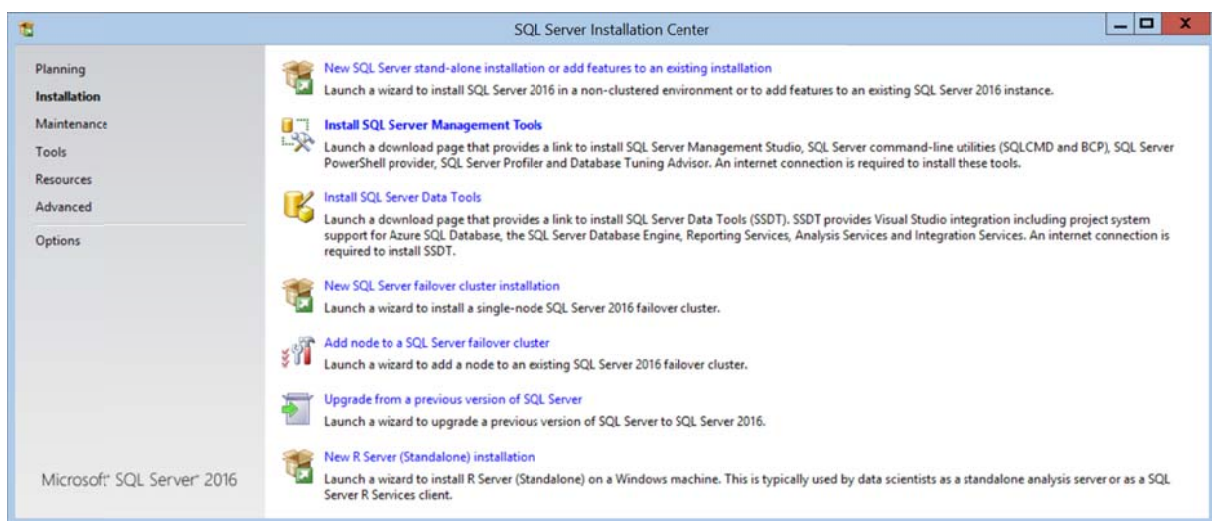 SQL Server Installation Center
Planning
Installation
Maintenance
Tools
Resources
Advanced
Options
Microsoft® SQL Server® 2016
New SQL Server stand-alone installation or add features to an existing installation
Launch a wizard to install SQL Server 2016 in a non-clustered environment or to add features to an existing SQL Server 2016 instance.
Install SQL Server Management Tools
Launch a download page that provides a link to install SQL Server Management Studio, SQL Server command-line utilities (SQLCMD and BCP), SQL Server
PowerShell provider, SQL Server Profiler and Database Tuning Advisor. An internet connection is required to install these tools.
Install SQL Server Data Tools
Launch a download page that provides a link to install SQL Server Data Tools (SSDT). SSDT provides Visual Studio integration including project system
support for Azure SQL Database, the SQL Server Database Engine, Reporting Services, Analysis Services and Integration Services. An internet connection is
required to install SSDT.
New SQL Server failover cluster installation
Launch a wizard to install a single-node SQL Server 2016 failover cluster.
Add node to a SQL Server failover cluster
Launch a wizard to add a node to an existing SQL Server 2016 failover cluster.
Upgrade from a previous version of SQL Server
Launch a wizard to upgrade a previous version of SQL Server to SQL Server 2016.
New R Server (Standalone) installation
Launch a wizard to install R Server (Standalone) on a Windows machine. This is typically used by data scientists as a standalone analysis server or as a SQL
Server R Services client.